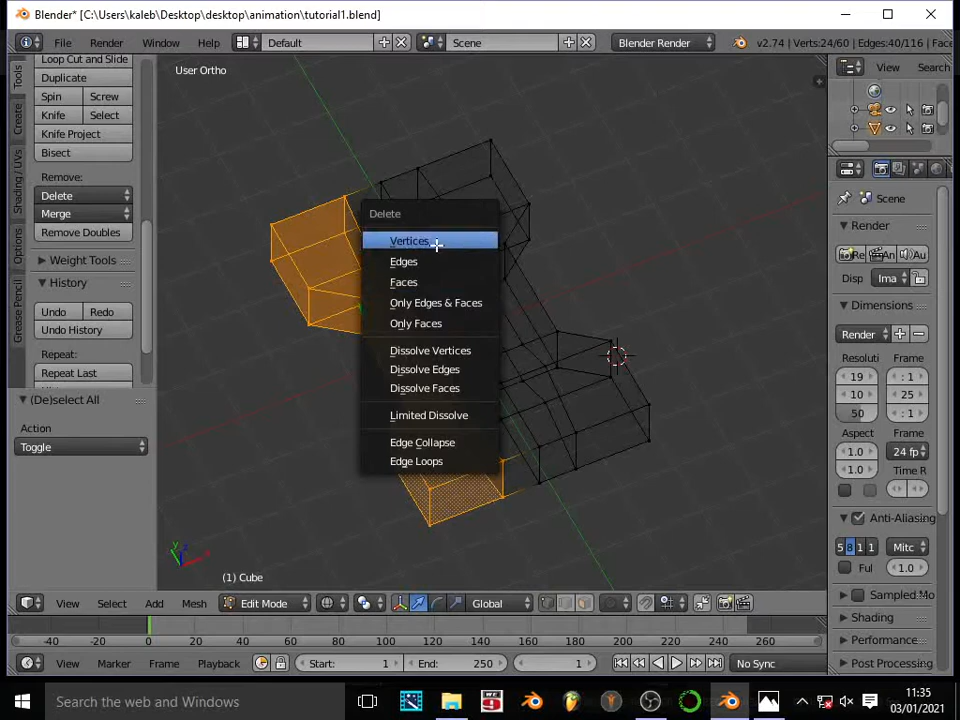 Blender* [C:\Users\kaleb\Desktop\desktop\animation\tutorial1.blend]
File Render Window Help Default Scene Blender Render v2.74 | Verts:24/60 | Edges:40/116 | Face
Loop Cut and Slide
Duplicate
Spin Screw
Knife Select
Knife Project
Bisect
Remove:
Delete
Merge
Remove Doubles
Weight Tools
History
Undo Redo
Undo History
Repeat:
Repeat Last
(De)select All
Action
Toggle
Tools
Create
Shading / UVs
Options
Grease Pencil
User Ortho
Delete
Vertices
Edges
Faces
Only Edges & Faces
Only Faces
Dissolve Vertices
Dissolve Edges
Dissolve Faces
Limited Dissolve
Edge Collapse
Edge Loops
(1) Cube
View Select Add Mesh Edit Mode Global
View Search
Scene
Render
Re An Au
Disp Ima
Dimensions
Render
Resoluti Frame
19 : 1
10 : 25
50 : 1
Aspect Frame
1.0 24 fp
1.0 Time R
Anti-Aliasing
5 8 1 1 Mitc
Ful 1.0
Sampled Mo
Shading
Performance
Post Processing
0 20 40 60 80 100 120 140 160 180 200 220 240 260
View Marker Frame Playback Start: 1 End: 250 1 No Sync
Search the web and Windows
11:35
03/01/2021